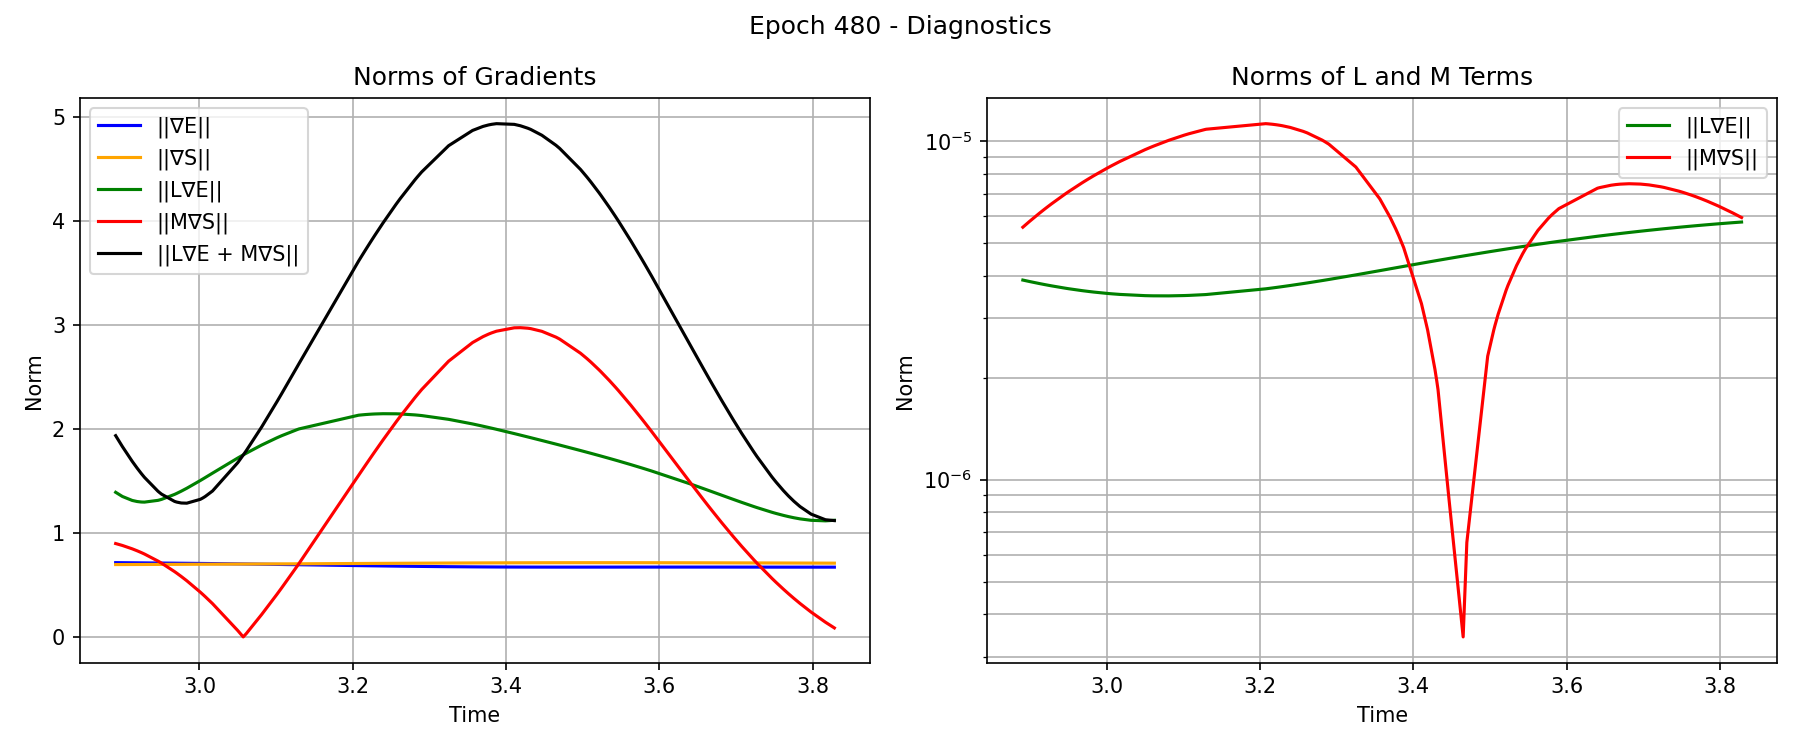 Epoch 480 - Diagnostics
Norms of Gradients
||∇E||
||∇S||
||L∇E||
||M∇S||
||L∇E + M∇S||
5
4
3
2
1
0
Norm
3.0 3.2 3.4 3.6 3.8
Time
Norms of L and M Terms
||L∇E||
||M∇S||
10⁻⁵
10⁻⁶
Norm
3.0 3.2 3.4 3.6 3.8
Time